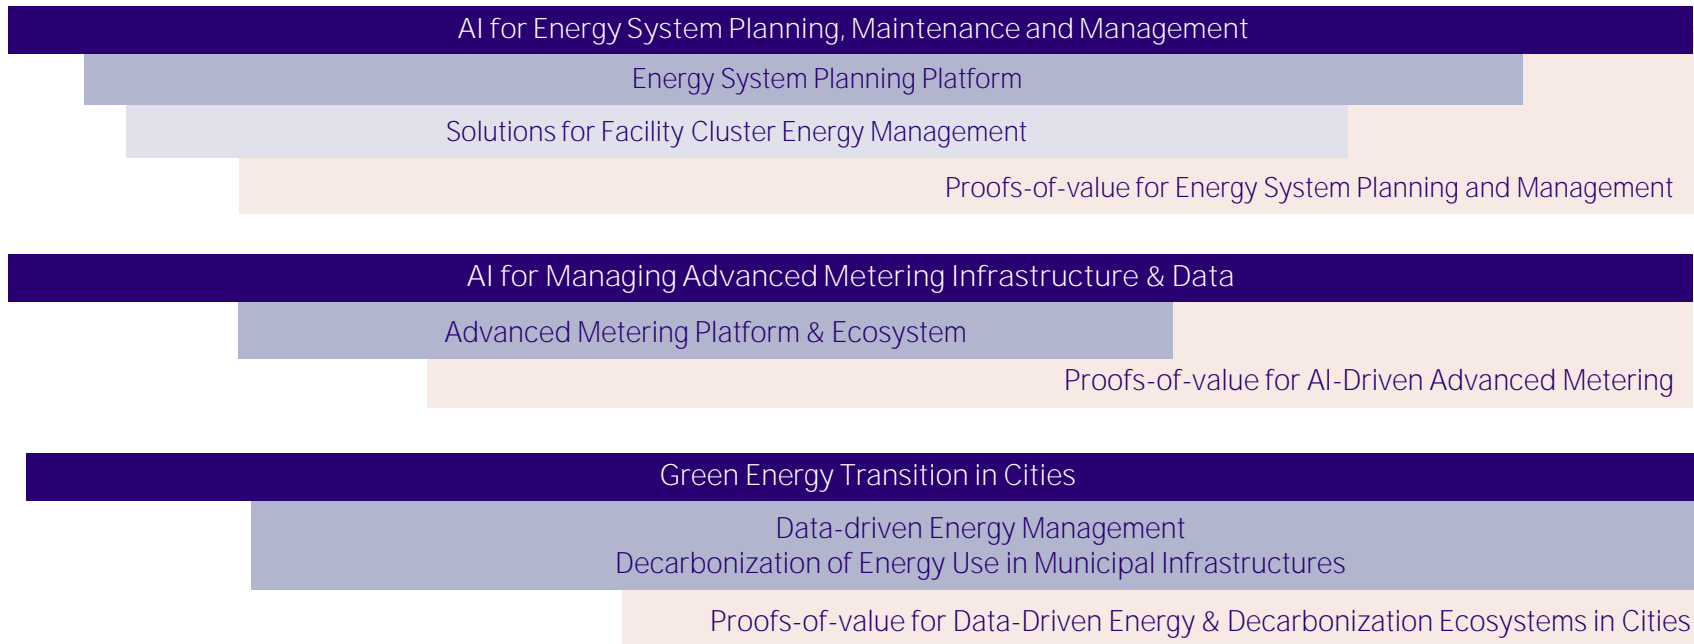 AI for Energy System Planning, Maintenance and Management
Energy System Planning Platform
Solutions for Facility Cluster Energy Management
Proofs-of-value for Energy System Planning and Management
AI for Managing Advanced Metering Infrastructure & Data
Advanced Metering Platform & Ecosystem
Proofs-of-value for AI-Driven Advanced Metering
Green Energy Transition in Cities
Data-driven Energy Management
Decarbonization of Energy Use in Municipal Infrastructures
Proofs-of-value for Data-Driven Energy & Decarbonization Ecosystems in Cities